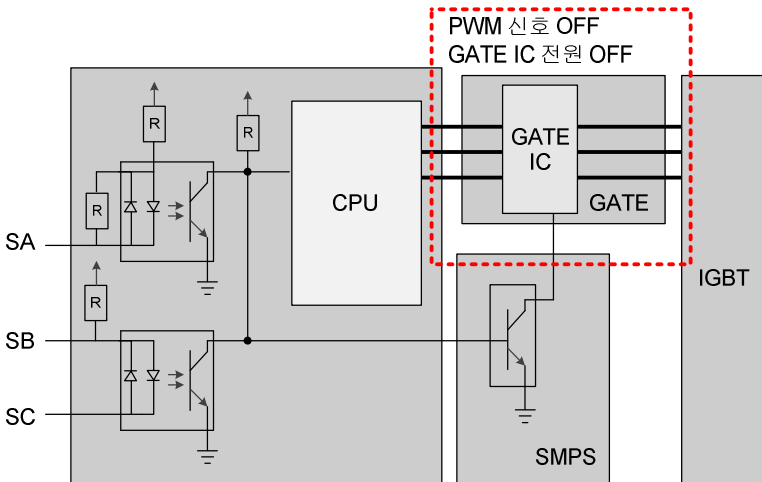 PWM 신호 OFF
GATE IC 전원 OFF
R
R
R
GATE
IC
CPU
GATE
SA
R
IGBT
SB
SC
SMPS